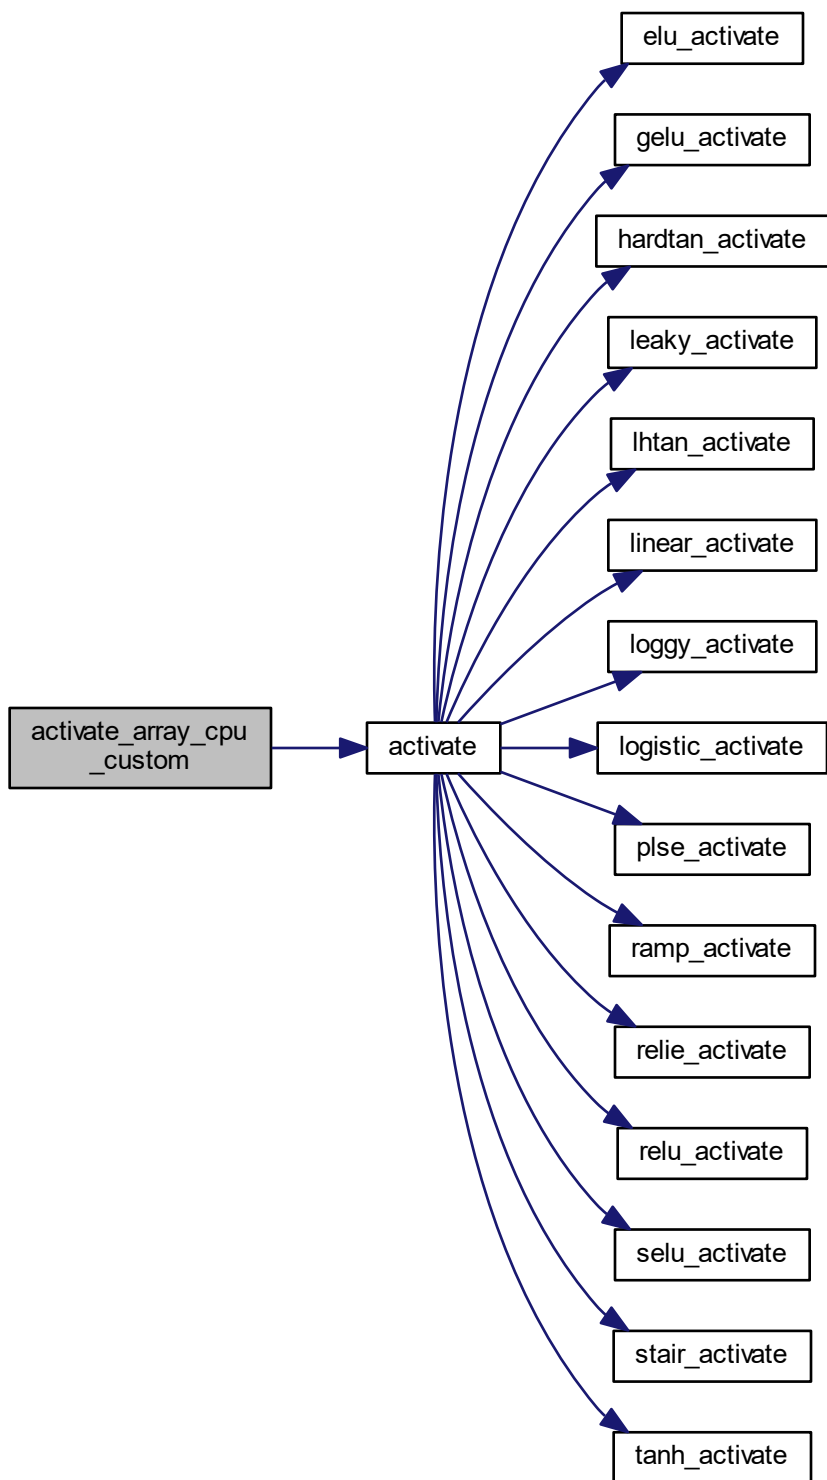 elu_activate
gelu_activate
hardtan_activate
leaky_activate
lhtan_activate
linear_activate
loggy_activate
activate_array_cpu
_custom
activate
logistic_activate
plse_activate
ramp_activate
relie_activate
relu_activate
selu_activate
stair_activate
tanh_activate